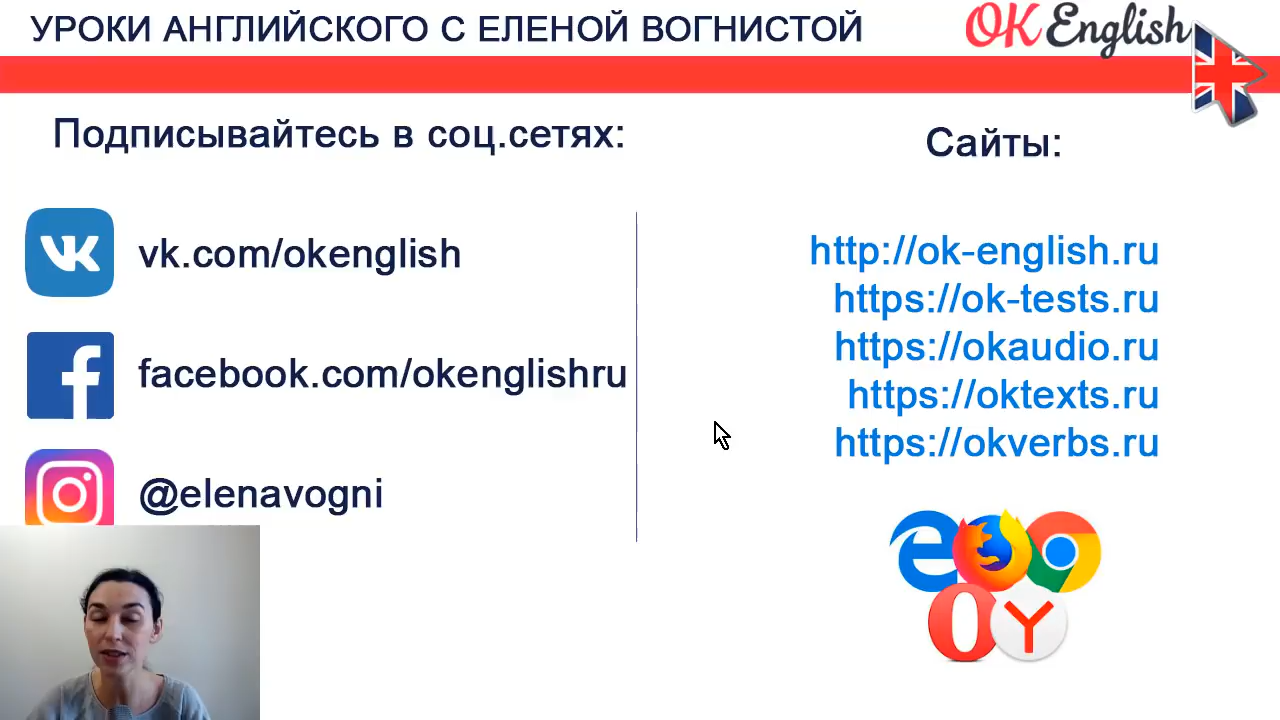 УРОКИ АНГЛИЙСКОГО С ЕЛЕНОЙ ВОГНИСТОЙ
OK English
Подписывайтесь в соц.сетях:
vk.com/okenglish
facebook.com/okenglishru
@elenavogni
Сайты:
http://ok-english.ru
https://ok-tests.ru
https://okaudio.ru
https://oktexts.ru
https://okverbs.ru